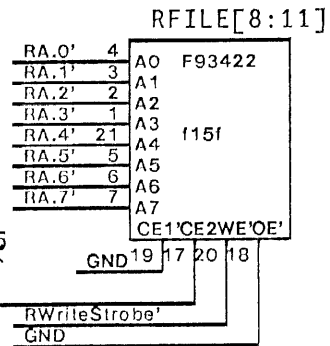 RFILE[8:11]
RA.0' 4 A0 F93422
RA.1' 3 A1
RA.2' 2 A2
RA.3' 1 A3
RA.4' 21 A4 f15f
RA.5' 5 A5
RA.6' 6 A6
RA.7' 7 A7
CE1'CE2WE'OE'
GND 19 17 20 18
RWriteStrobe'
GND